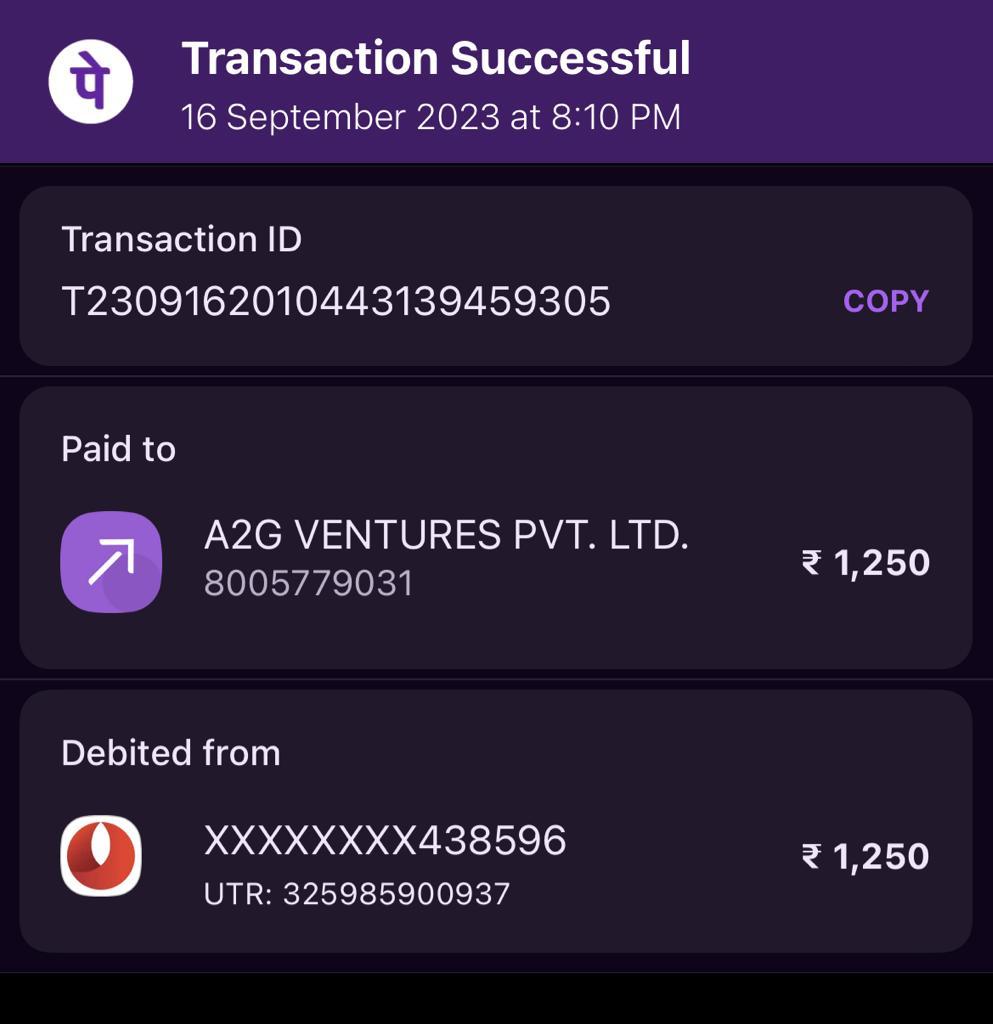 पे
Transaction Successful
16 September 2023 at 8:10 PM
Transaction ID
T2309162010443139459305
COPY
Paid to
A2G VENTURES PVT. LTD.
8005779031
₹ 1,250
Debited from
XXXXXXXX438596
₹ 1,250
UTR: 325985900937